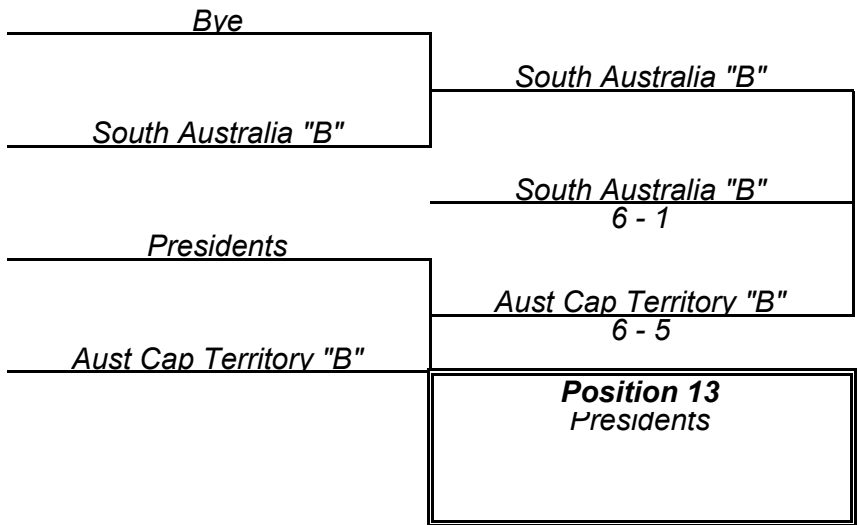 Bye
South Australia "B"
South Australia "B"
South Australia "B"
6 - 1
Presidents
Aust Cap Territory "B"
6 - 5
Aust Cap Territory "B"
Position 13
Presidents